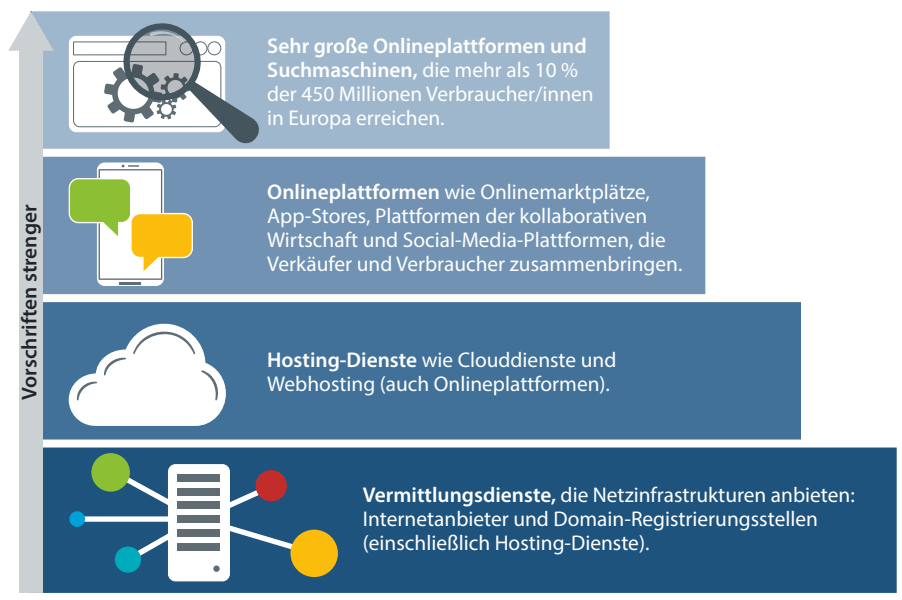 Sehr große Onlineplattformen und
Suchmaschinen, die mehr als 10 %
der 450 Millionen Verbraucher/innen
in Europa erreichen.
Onlineplattformen wie Onlinemarktplätze,
App-Stores, Plattformen der kollaborativen
Wirtschaft und Social-Media-Plattformen, die
Verkäufer und Verbraucher zusammenbringen.
Vorschriften strenger
Hosting-Dienste wie Clouddienste und
Webhosting (auch Onlineplattformen).
Vermittlungsdienste, die Netzinfrastrukturen anbieten:
Internetanbieter und Domain-Registrierungsstellen
(einschließlich Hosting-Dienste).